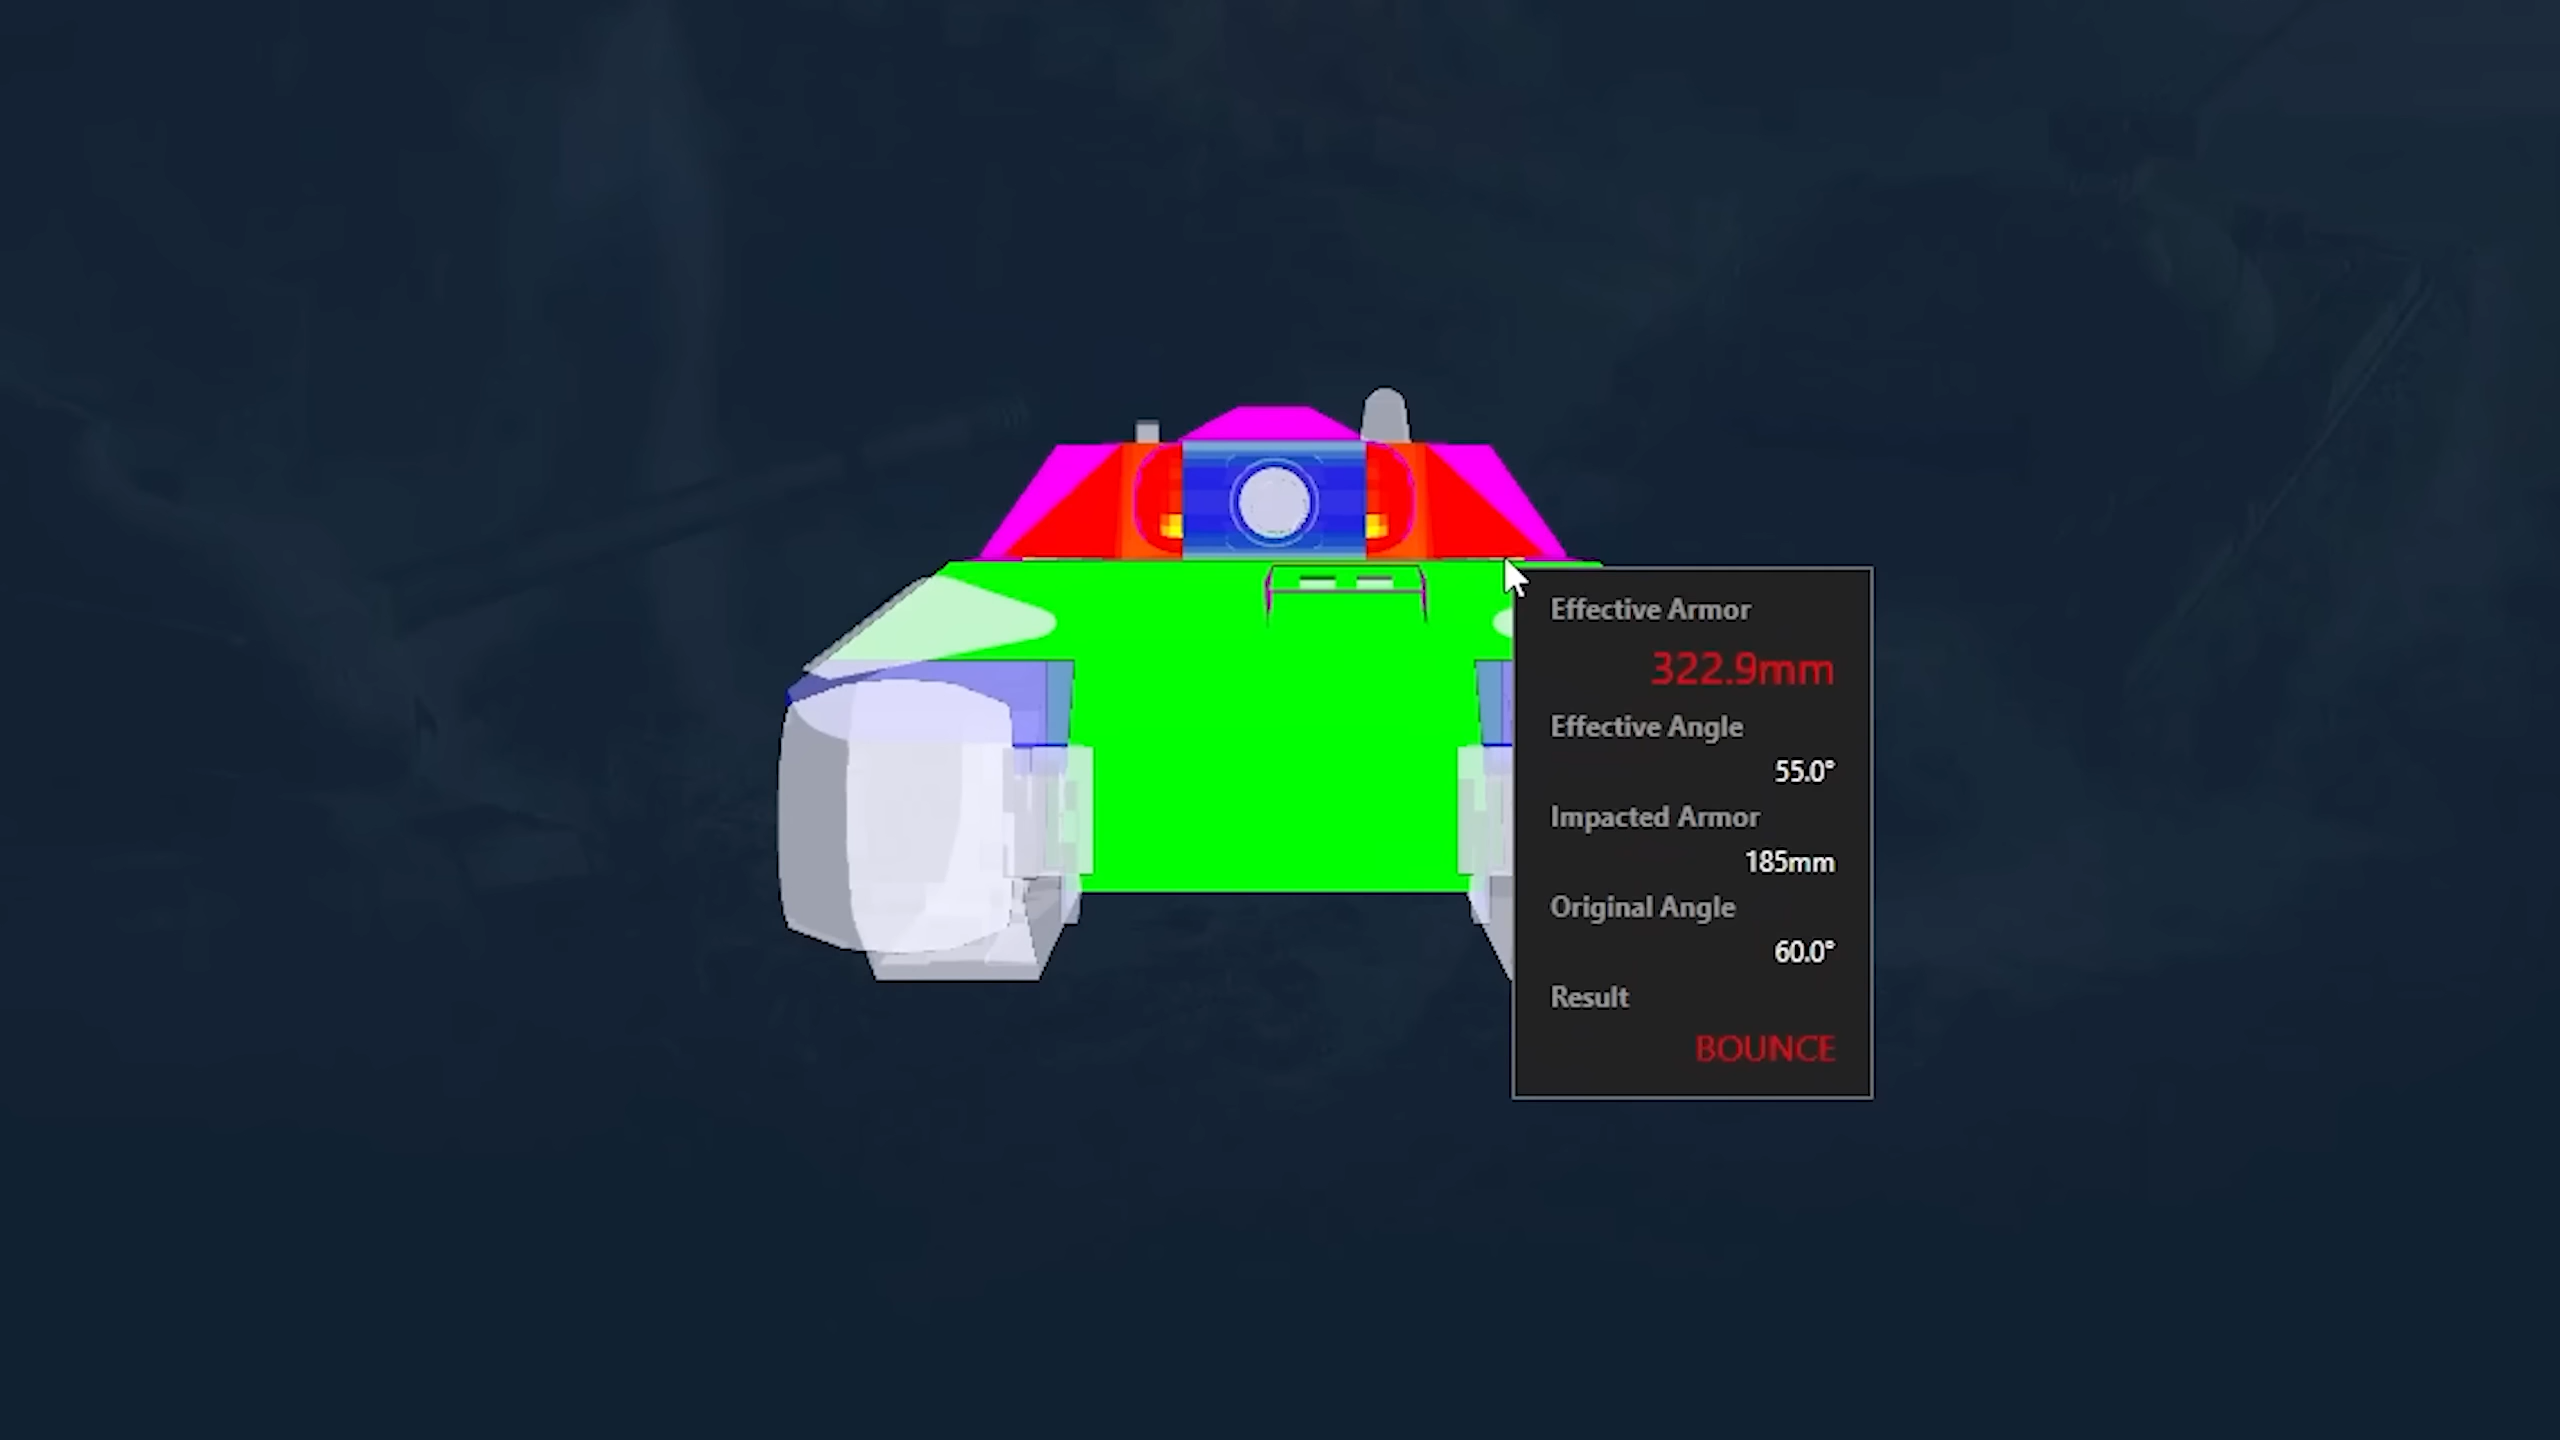 Effective Armor
322.9mm
Effective Angle
55.0°
Impacted Armor
185mm
Original Angle
60.0°
Result
BOUNCE